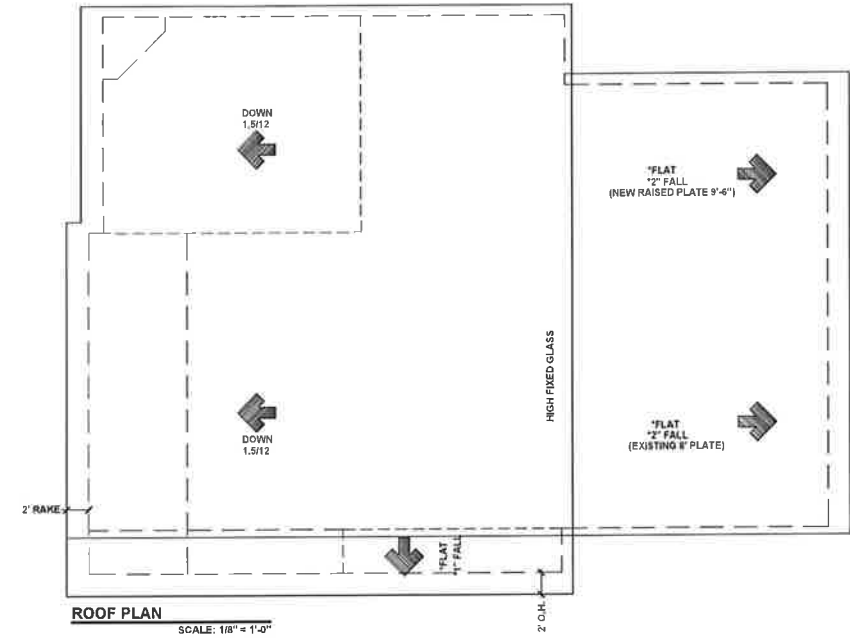 DOWN
1.5/12
*FLAT
*2" FALL
(NEW RAISED PLATE 9'-6")
HIGH FIXED GLASS
DOWN
1.5/12
*FLAT
*2" FALL
(EXISTING 8' PLATE)
2' RAKE
*FLAT
*1" FALL
2' O.H.
ROOF PLAN
SCALE: 1/8" = 1'-0"